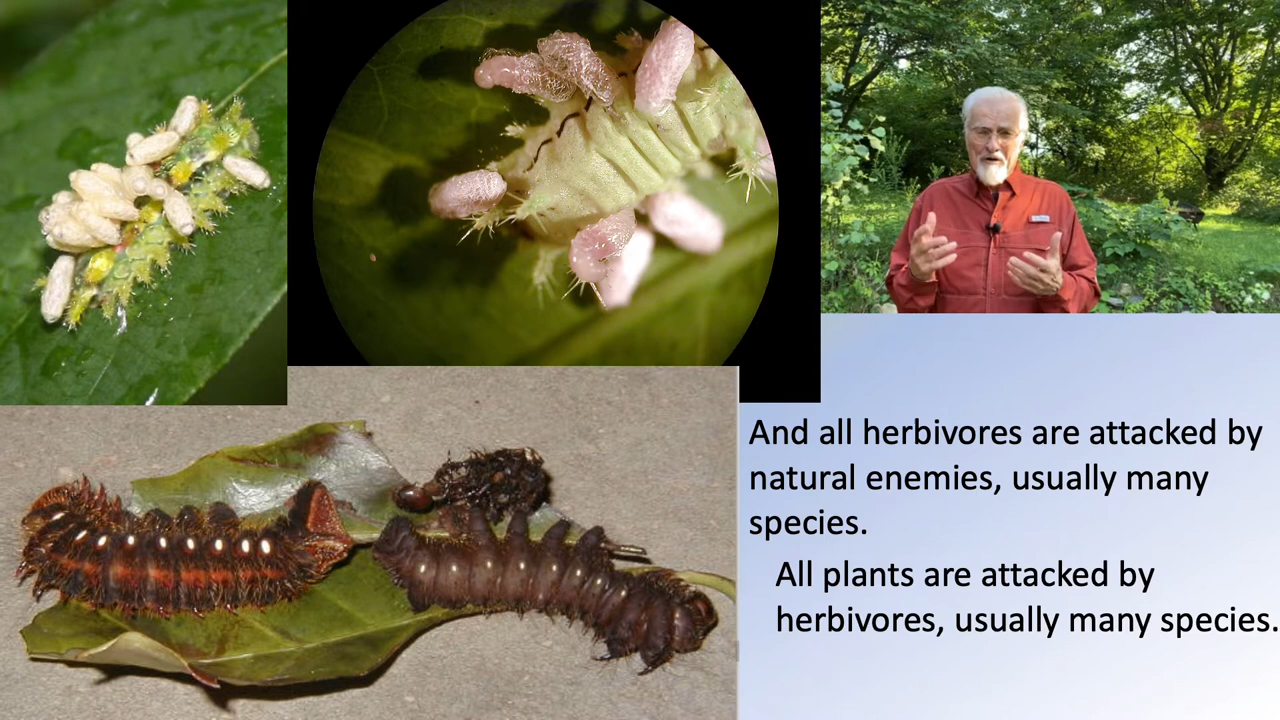 And all herbivores are attacked by
natural enemies, usually many
species.
All plants are attacked by
herbivores, usually many species.